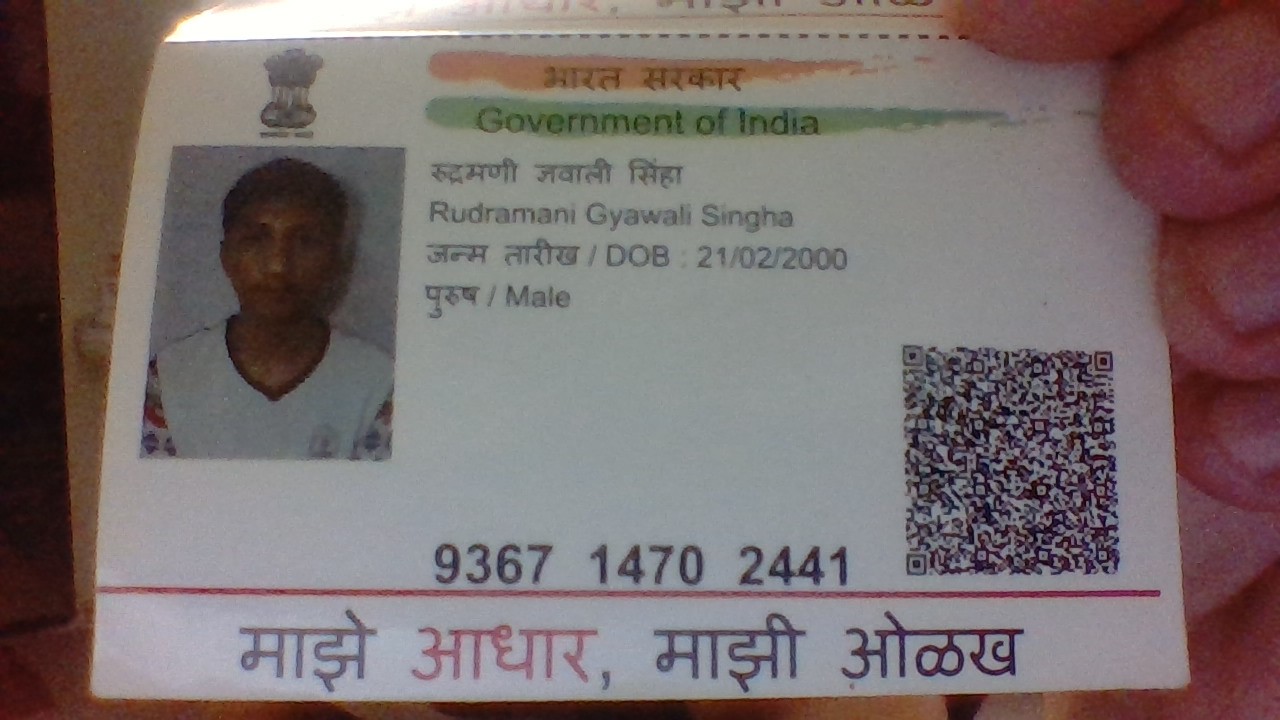 भारत सरकार
Government of India
रुद्रमणी ज्ञवाली सिंहा
Rudramani Gyawali Singha
जन्म तारीख / DOB : 21/02/2000
पुरुष / Male
9367 1470 2441
माझे आधार, माझी ओळख